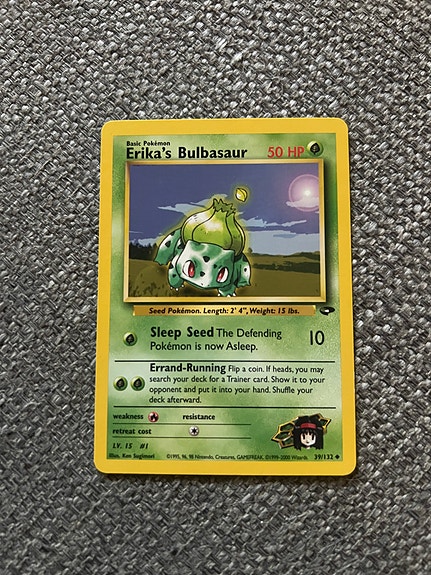 Basic Pokémon
Erika's Bulbasaur 50 HP
Seed Pokémon. Length: 2' 4", Weight: 15 lbs.
Sleep Seed The Defending 10
Pokémon is now Asleep.
Errand-Running Flip a coin. If heads, you may
search your deck for a Trainer card. Show it to your
opponent and put it into your hand. Shuffle your
deck afterward.
weakness resistance
retreat cost
LV. 15 #1
Illus. Ken Sugimori ©1995, 96, 98 Nintendo, Creatures, GAMEFREAK. ©1999-2000 Wizards. 39/132